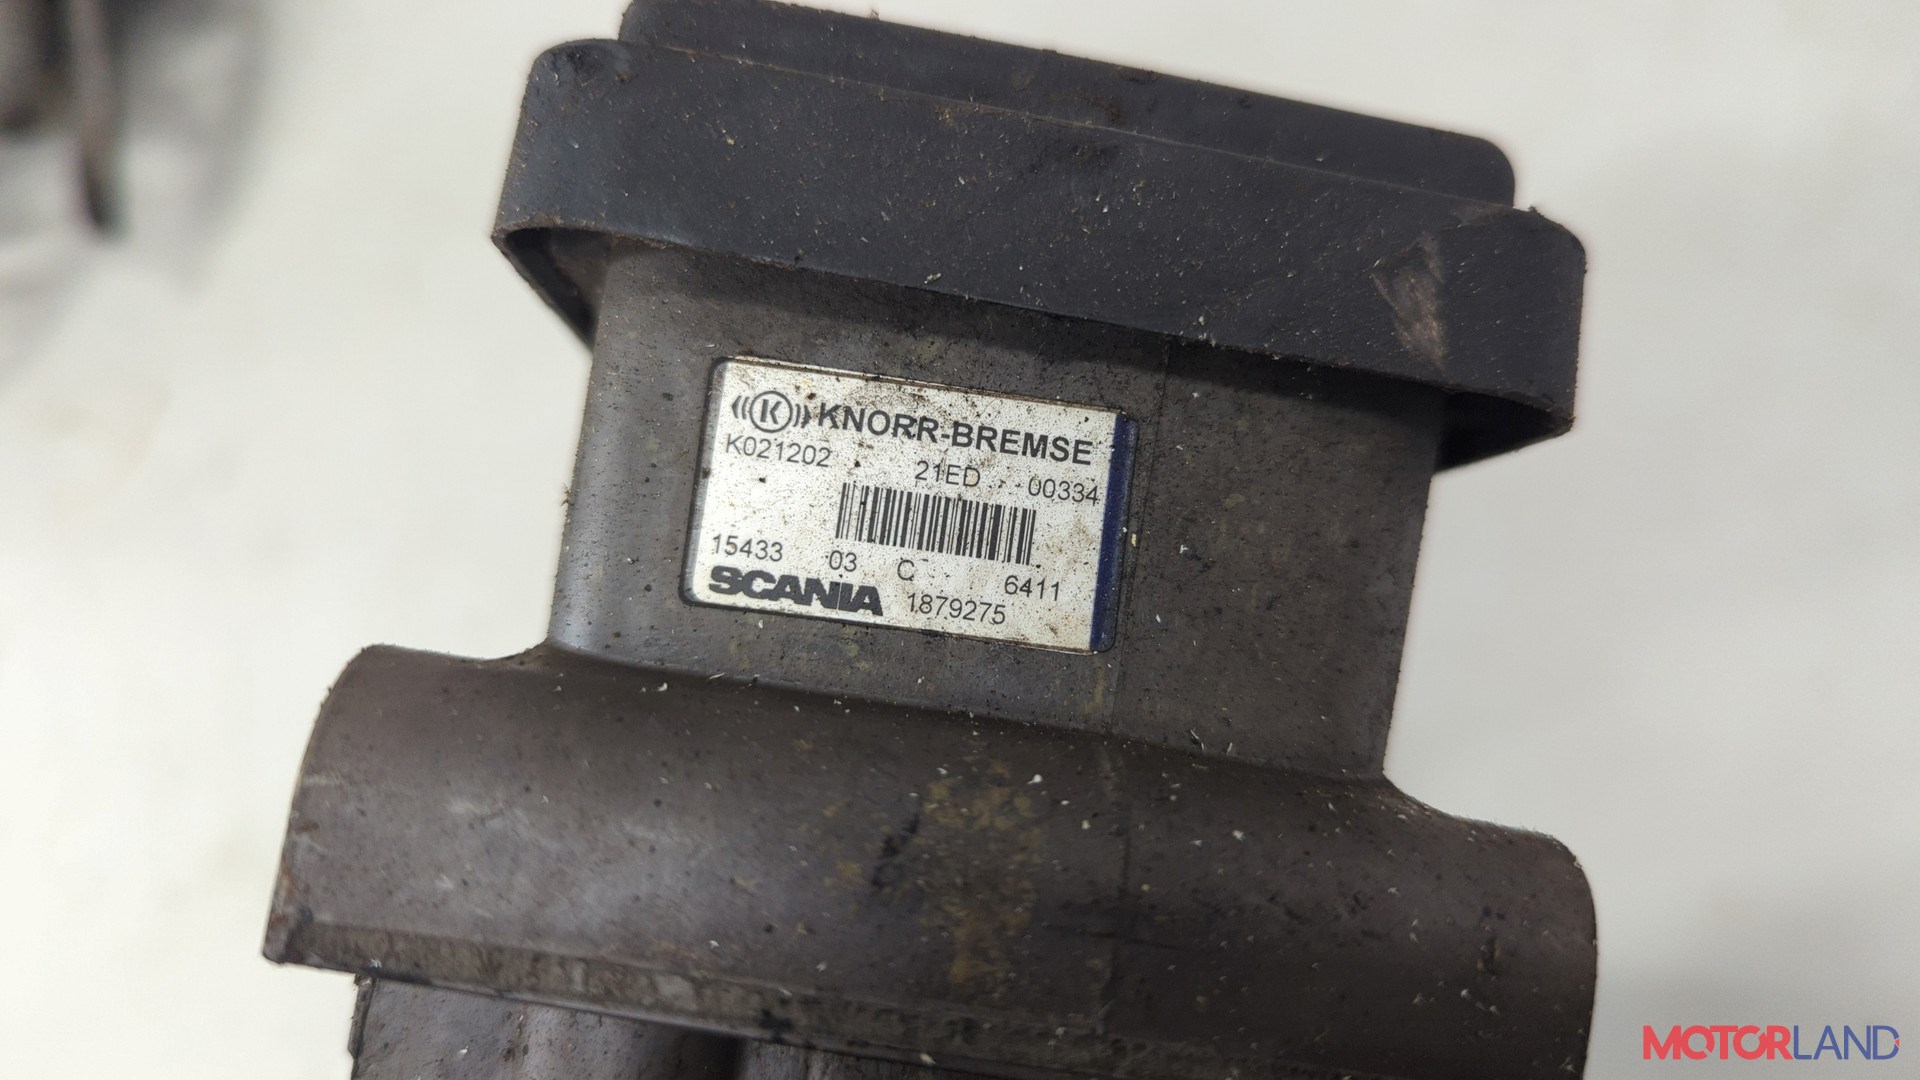 K KNORR-BREMSE
K021202 21ED 00334
15433 03 C 6411
SCANIA 1879275
MOTORLAND